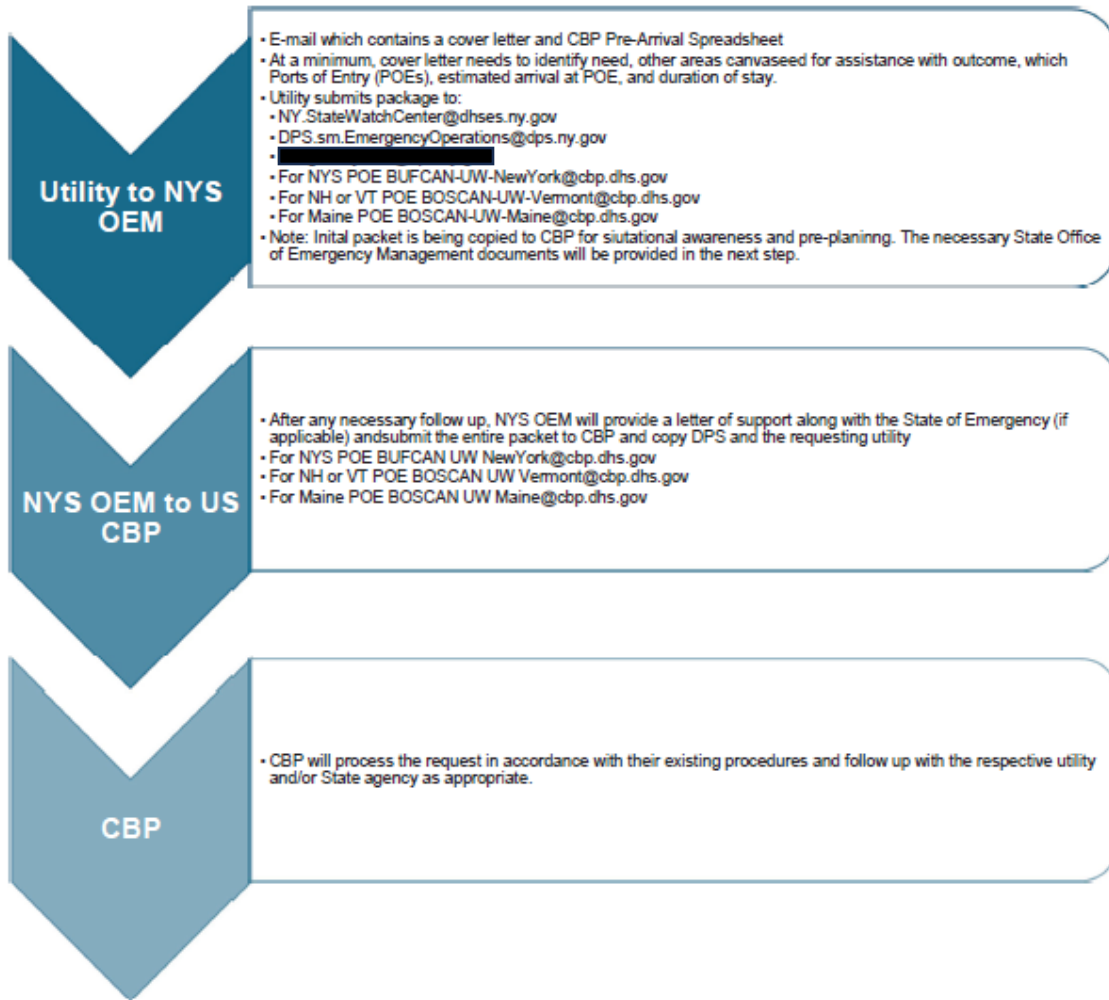 Utility to NYS
OEM
• E-mail which contains a cover letter and CBP Pre-Arrival Spreadsheet
• At a minimum, cover letter needs to identify need, other areas canvaseed for assistance with outcome, which
Ports of Entry (POEs), estimated arrival at POE, and duration of stay.
• Utility submits package to:
• NY.StateWatchCenter@dhses.ny.gov
• DPS.sm.EmergencyOperations@dps.ny.gov
•
• For NYS POE BUFCAN-UW-NewYork@cbp.dhs.gov
• For NH or VT POE BOSCAN-UW-Vermont@cbp.dhs.gov
• For Maine POE BOSCAN-UW-Maine@cbp.dhs.gov
• Note: Inital packet is being copied to CBP for siutational awareness and pre-planinng. The necessary State Office
of Emergency Management documents will be provided in the next step.
NYS OEM to US
CBP
• After any necessary follow up, NYS OEM will provide a letter of support along with the State of Emergency (if
applicable) andsubmit the entire packet to CBP and copy DPS and the requesting utility
• For NYS POE BUFCAN UW NewYork@cbp.dhs.gov
• For NH or VT POE BOSCAN UW Vermont@cbp.dhs.gov
• For Maine POE BOSCAN UW Maine@cbp.dhs.gov
CBP
• CBP will process the request in accordance with their existing procedures and follow up with the respective utility
and/or State agency as appropriate.